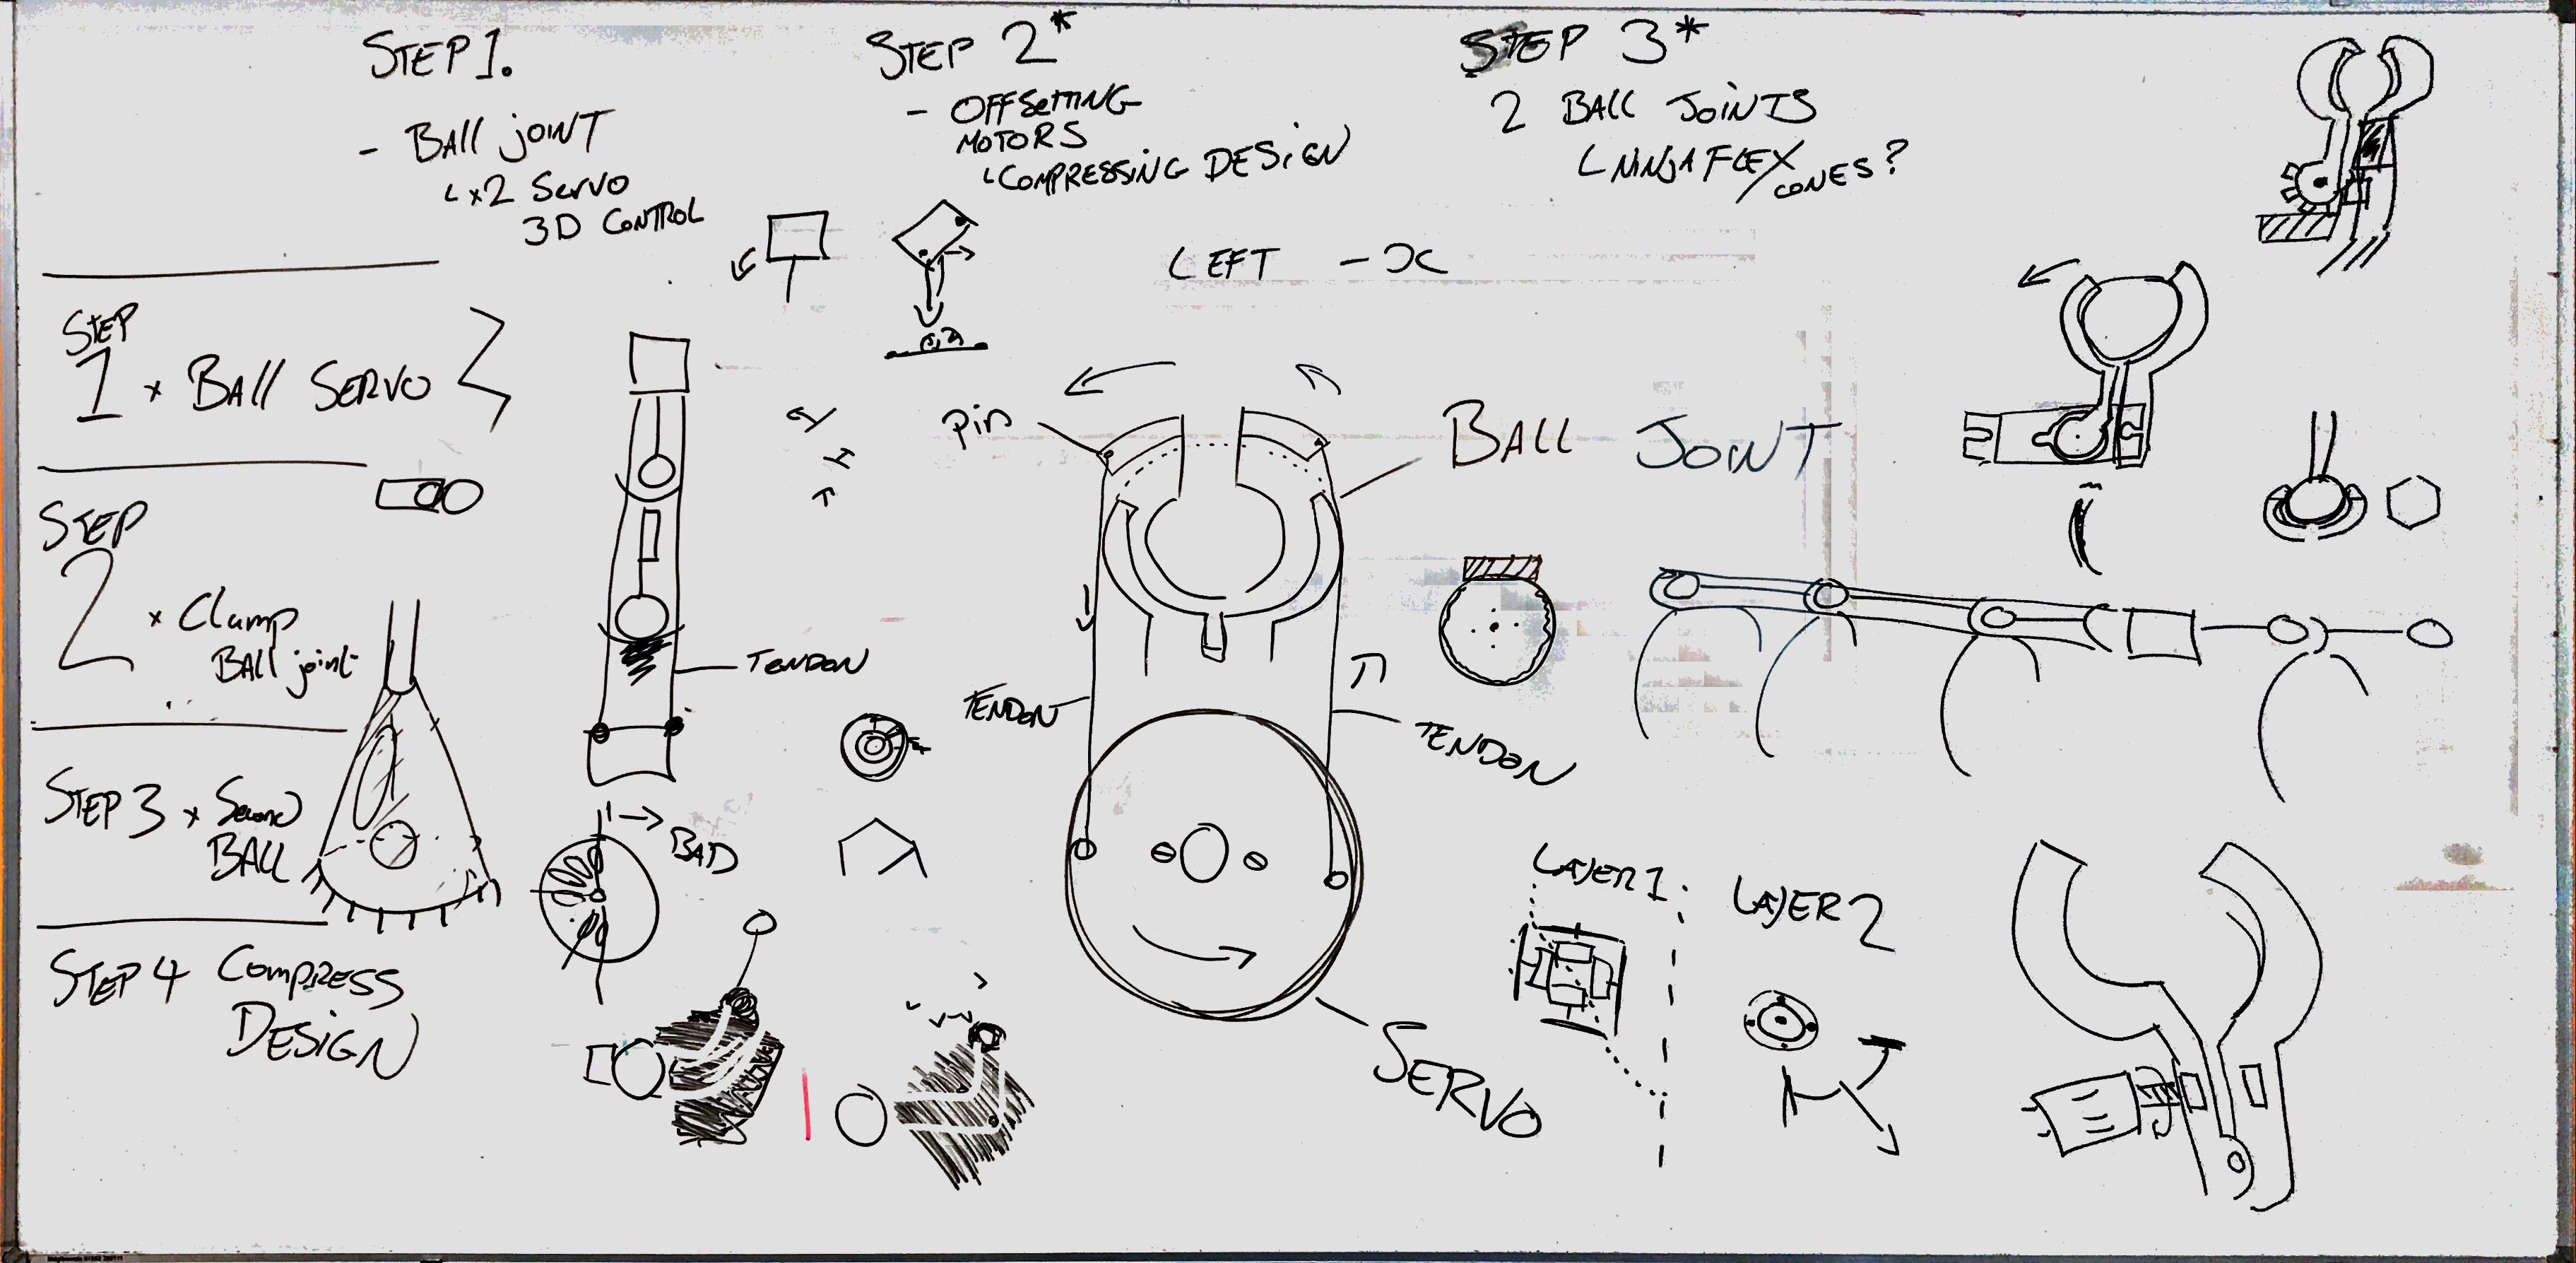 STEP 1.
- BAll joINT
x2 Servo
3D CONTROL
STEP 2*
- OFFSeTTING
MOTORS
COMPRESSING DESIGN
STEP 3*
2 BALL JOiNTS
NINJAFLEX
CONES?
LEFT -x
STEP
1 x BAll SERVO
STEP
2 x Clamp
BAll joint
STEP 3 x Second
BALL
STEP 4 COMPRESS
DESIGN
TENDON
BAD
Pin
BALL JOINT
TENDON
TENDON
SERVO
LAYER 1
LAYER 2